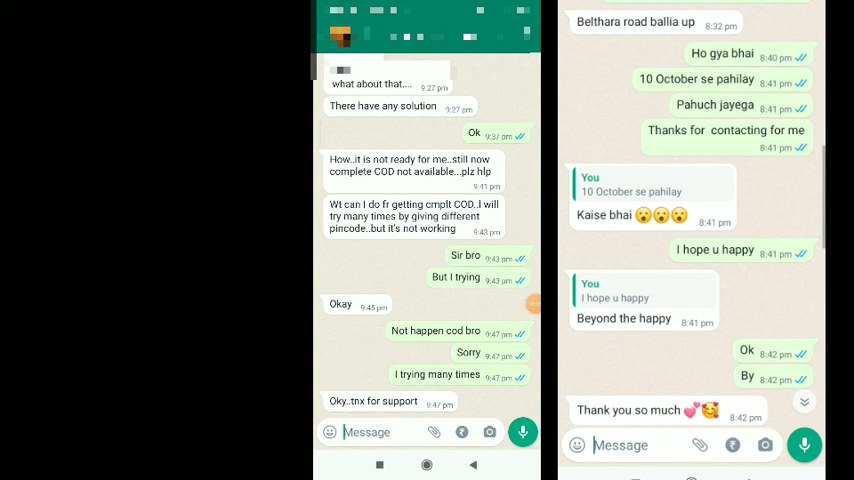 what about that....
9:27 pm
There have any solution 9:27 pm
Ok 9:37 pm
How..it is not ready for me..still now
complete COD not available...plz hlp
9:41 pm
Wt can I do fr getting cmplt COD..I will
try many times by giving different
pincode..but it's not working 9:43 pm
Sir bro 9:43 pm
But I trying 9:43 pm
Okay 9:45 pm
Not happen cod bro 9:47 pm
Sorry 9:47 pm
I trying many times 9:47 pm
Oky..tnx for support 9:47 pm
Message
Belthara road ballia up 8:32 pm
Ho gya bhai 8:40 pm
10 October se pahilay 8:41 pm
Pahuch jayega 8:41 pm
Thanks for contacting for me
8:41 pm
You
10 October se pahilay
Kaise bhai 😮😮😮 8:41 pm
I hope u happy 8:41 pm
You
I hope u happy
Beyond the happy 8:41 pm
Ok 8:42 pm
By 8:42 pm
Thank you so much 💕🥰 8:42 pm
Message